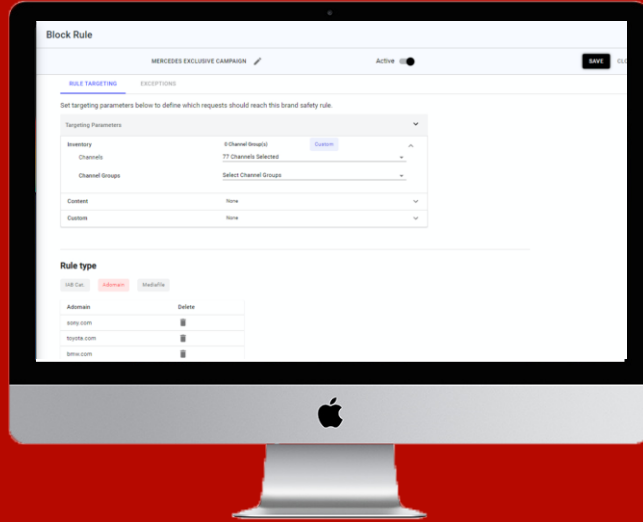 Block Rule
MERCEDES EXCLUSIVE CAMPAIGN
Active
SAVE
CLO
RULE TARGETING
EXCEPTIONS
Set targeting parameters below to define which requests should reach this brand safety rule.
Targeting Parameters
Inventory
0 Channel Group(s)
Custom
Channels
77 Channels Selected
Channel Groups
Select Channel Groups
Content
None
Custom
None
Rule type
IAB Cat.
Adomain
Mediafile
Adomain
Delete
sony.com
toyota.com
bmw.com